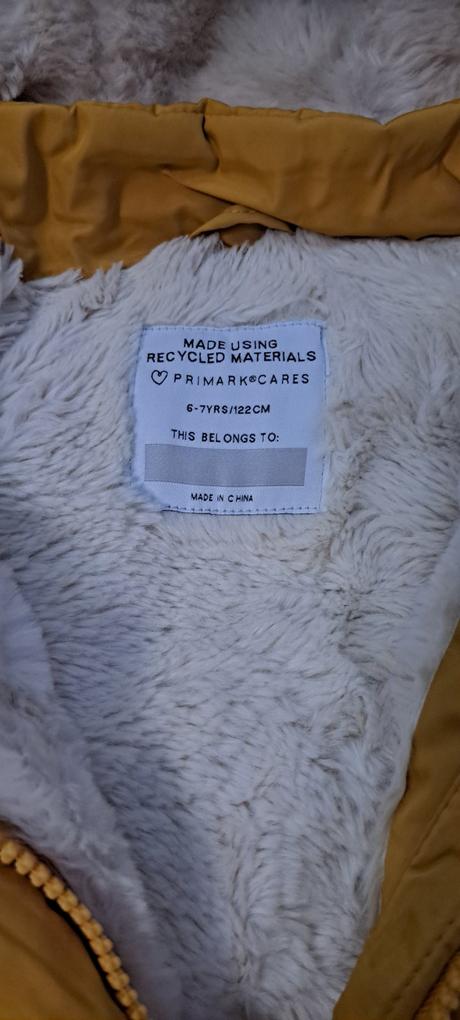 MADE USING
RECYCLED MATERIALS
♡ PRIMARK®CARES
6-7YRS/122CM
THIS BELONGS TO:
MADE IN CHINA